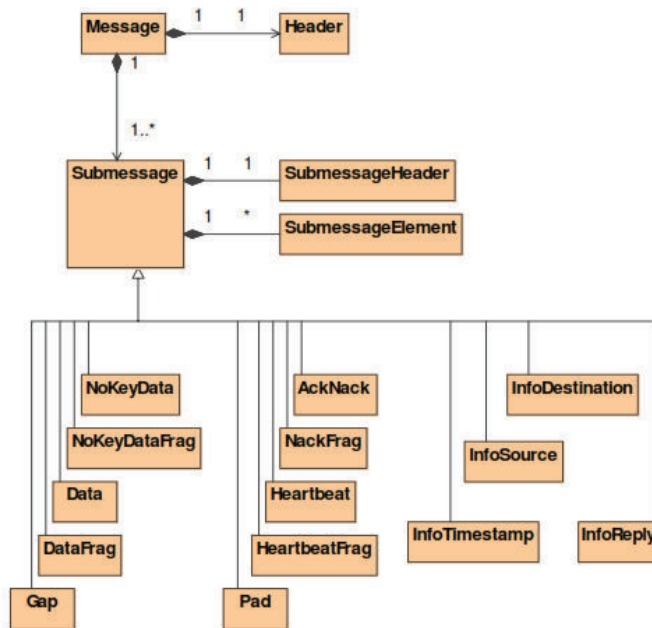 Message
1
1
Header
1
1..*
Submessage
1
1
SubmessageHeader
1
*
SubmessageElement
NoKeyData
AckNack
InfoDestination
NoKeyDataFrag
NackFrag
InfoSource
Data
Heartbeat
DataFrag
HeartbeatFrag
InfoTimestamp
InfoReply
Gap
Pad